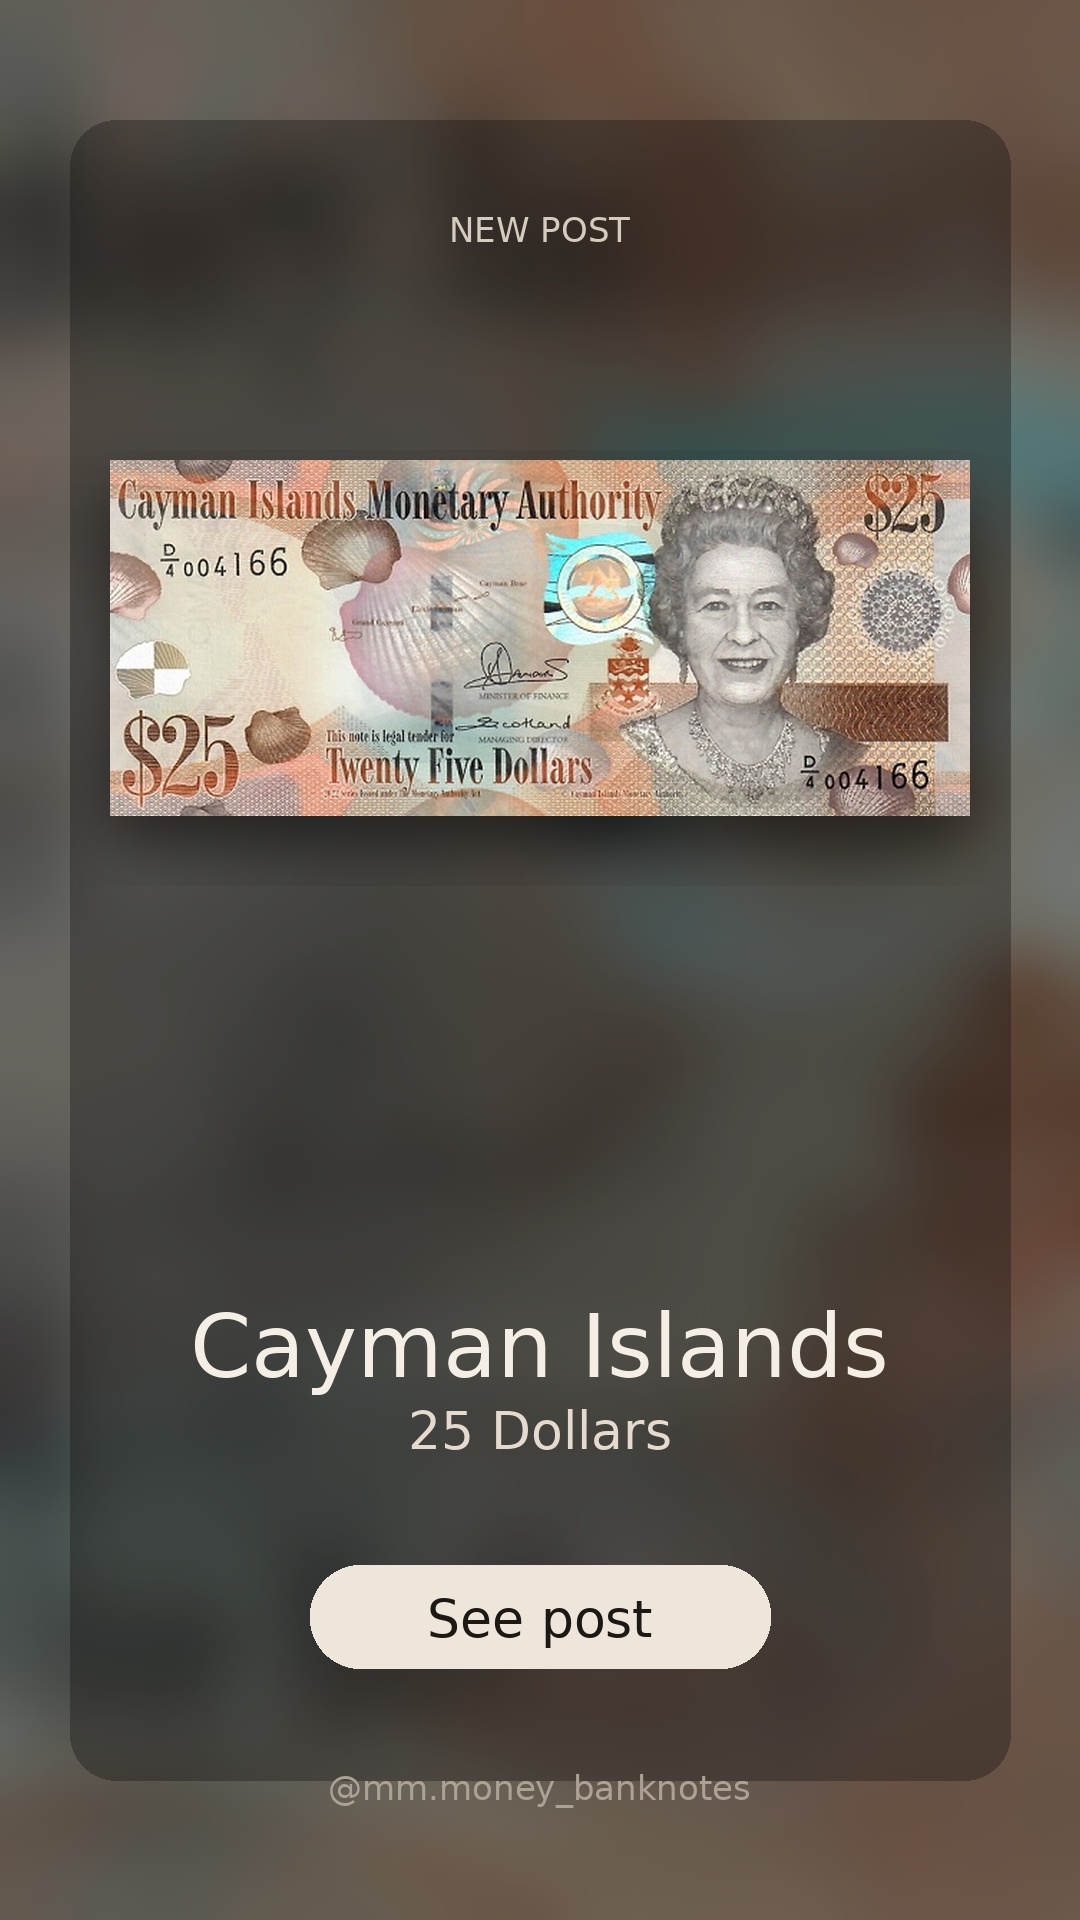 NEW POST
Cayman Islands Monetary Authority
$25
D/4 004166
Cayman Brac
Grand Cayman
MINISTER OF FINANCE
MANAGING DIRECTOR
This note is legal tender for
$25
Twenty Five Dollars
D/4 004166
Cayman Islands
25 Dollars
See post
@mm.money_banknotes